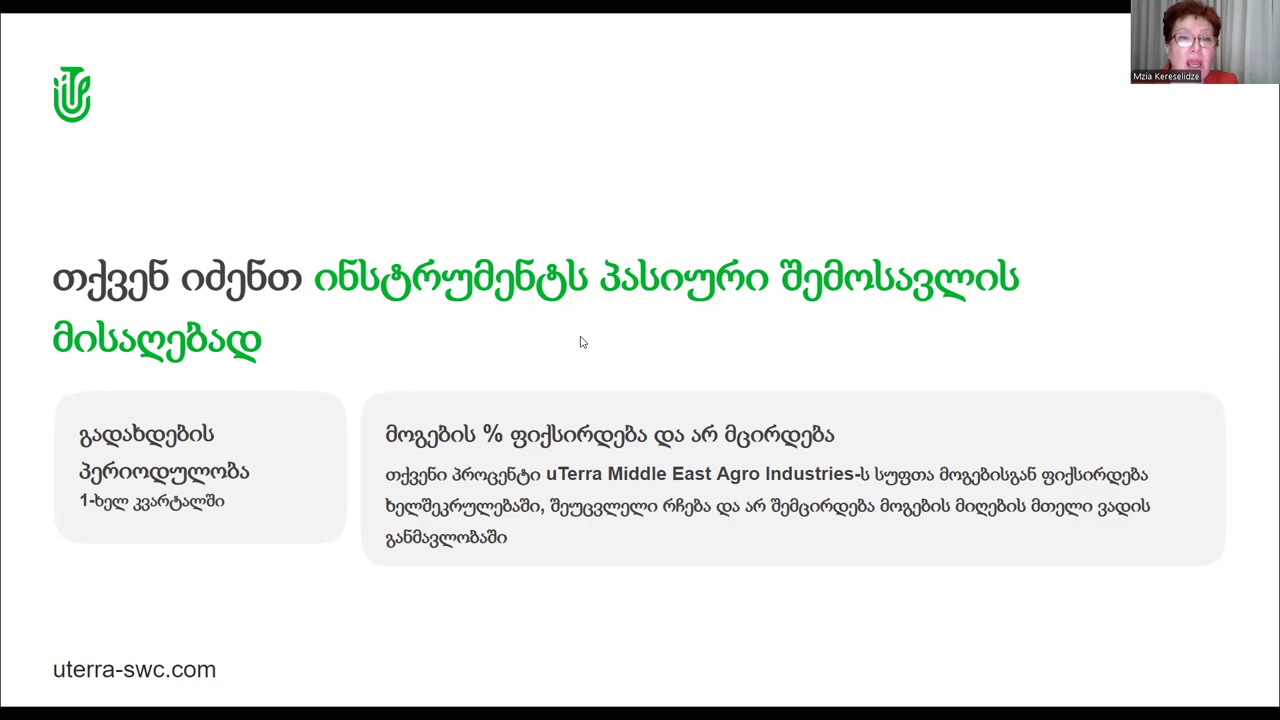 Mzia Kereselidze
თქვენ იძენთ ინსტრუმენტს პასიური შემოსავლის
მისაღებად
გადახდების
პერიოდულობა
1-ხელ კვარტალში
მოგების % ფიქსირდება და არ მცირდება
თქვენი პროცენტი uTerra Middle East Agro Industries-ს სუფთა მოგებისგან ფიქსირდება
ხელშეკრულებაში, შეუცვლელი რჩება და არ შემცირდება მოგების მიღების მთელი ვადის
განმავლობაში
uterra-swc.com